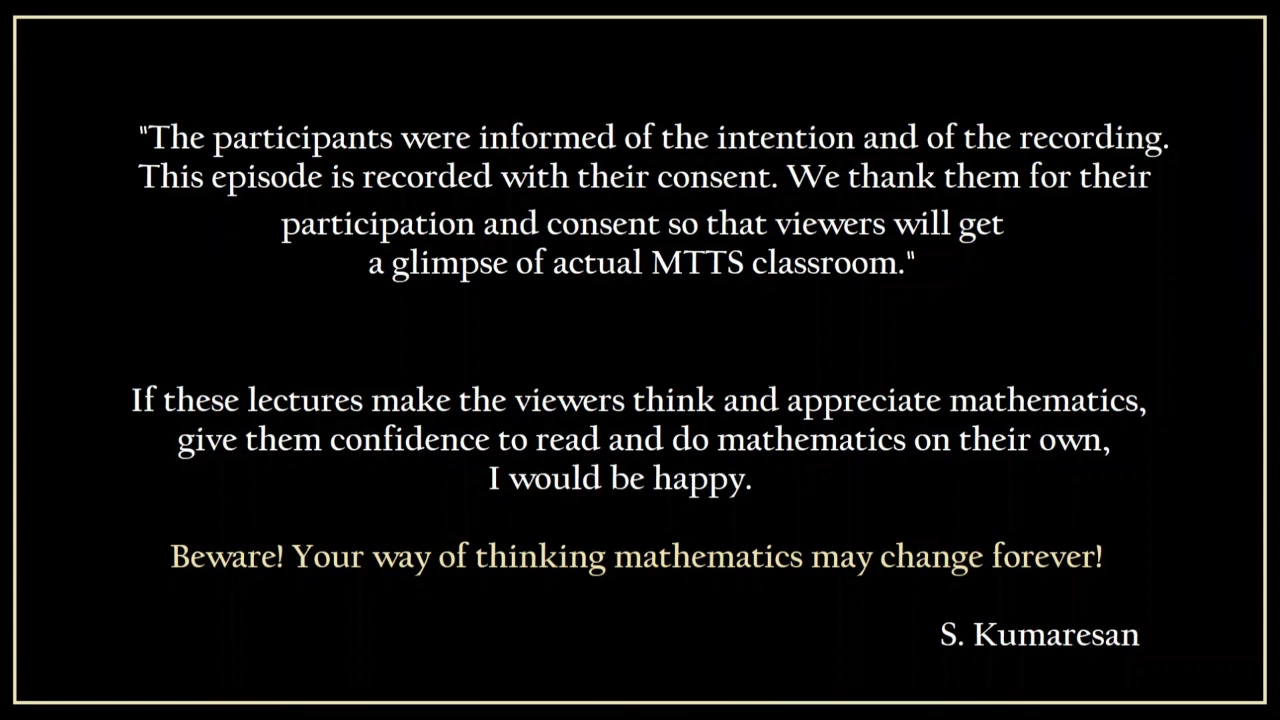 "The participants were informed of the intention and of the recording.
This episode is recorded with their consent. We thank them for their
participation and consent so that viewers will get
a glimpse of actual MTTS classroom."
If these lectures make the viewers think and appreciate mathematics,
give them confidence to read and do mathematics on their own,
I would be happy.
Beware! Your way of thinking mathematics may change forever!
S. Kumaresan